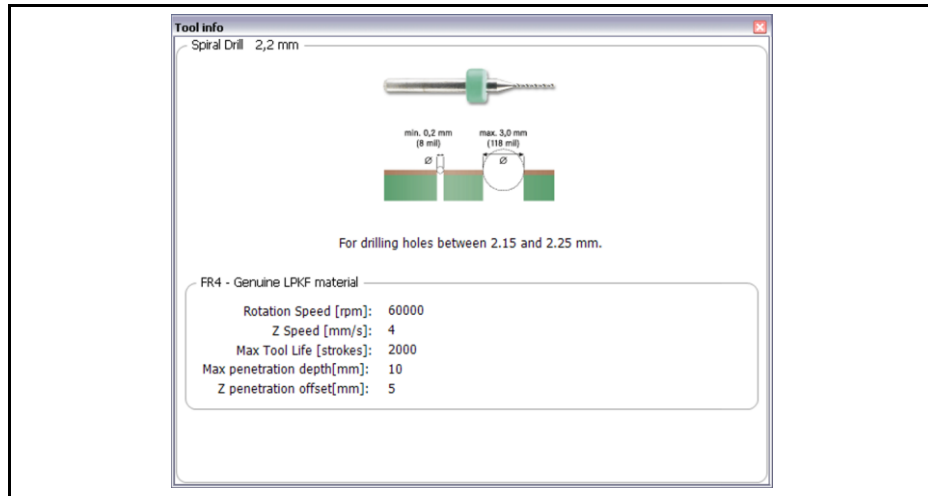 Tool info
Spiral Drill 2,2 mm
min. 0,2 mm max. 3,0 mm
(8 mil) (118 mil)
Ø Ø
For drilling holes between 2.15 and 2.25 mm.
FR4 - Genuine LPKF material
Rotation Speed [rpm]: 60000
Z Speed [mm/s]: 4
Max Tool Life [strokes]: 2000
Max penetration depth[mm]: 10
Z penetration offset[mm]: 5